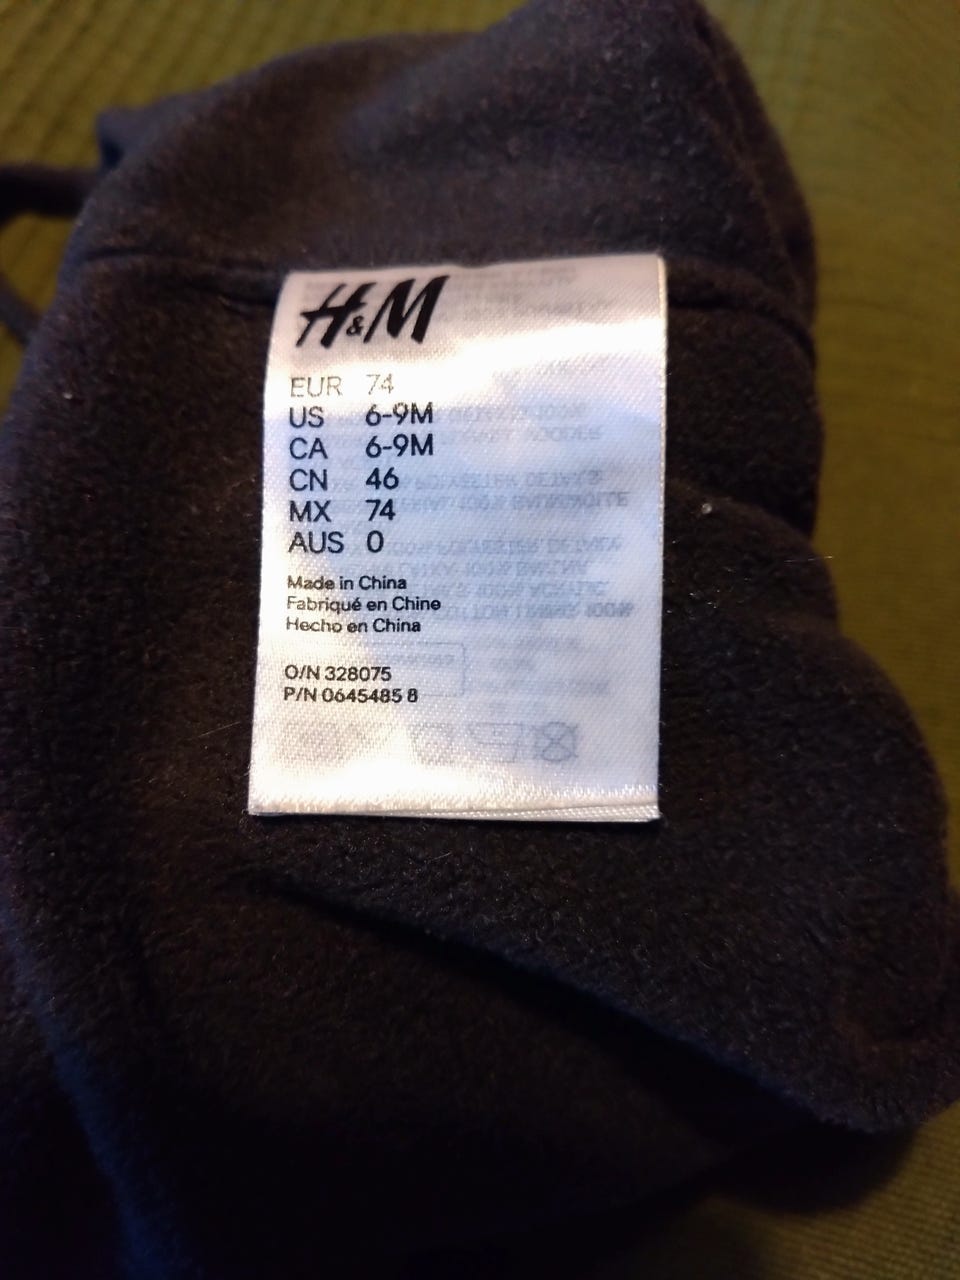 H&M
EUR 74
US 6-9M
CA 6-9M
CN 46
MX 74
AUS 0
Made in China
Fabriqué en Chine
Hecho en China
O/N 328075
P/N 0645485 8